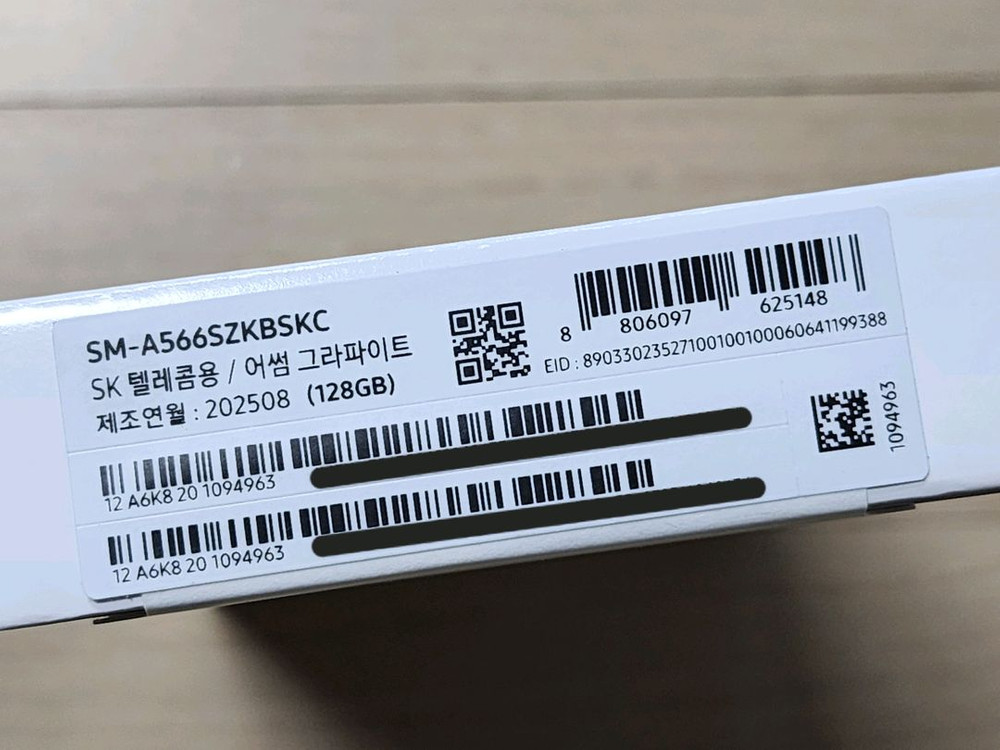 SM-A566SZKBSKC
SK 텔레콤용 / 어썸 그라파이트
제조연월 : 202508 (128GB)
8 806097 625148
EID : 89033023527100100100060641199388
12 A6K8 20 1094963
12 A6K8 20 1094963
1094963